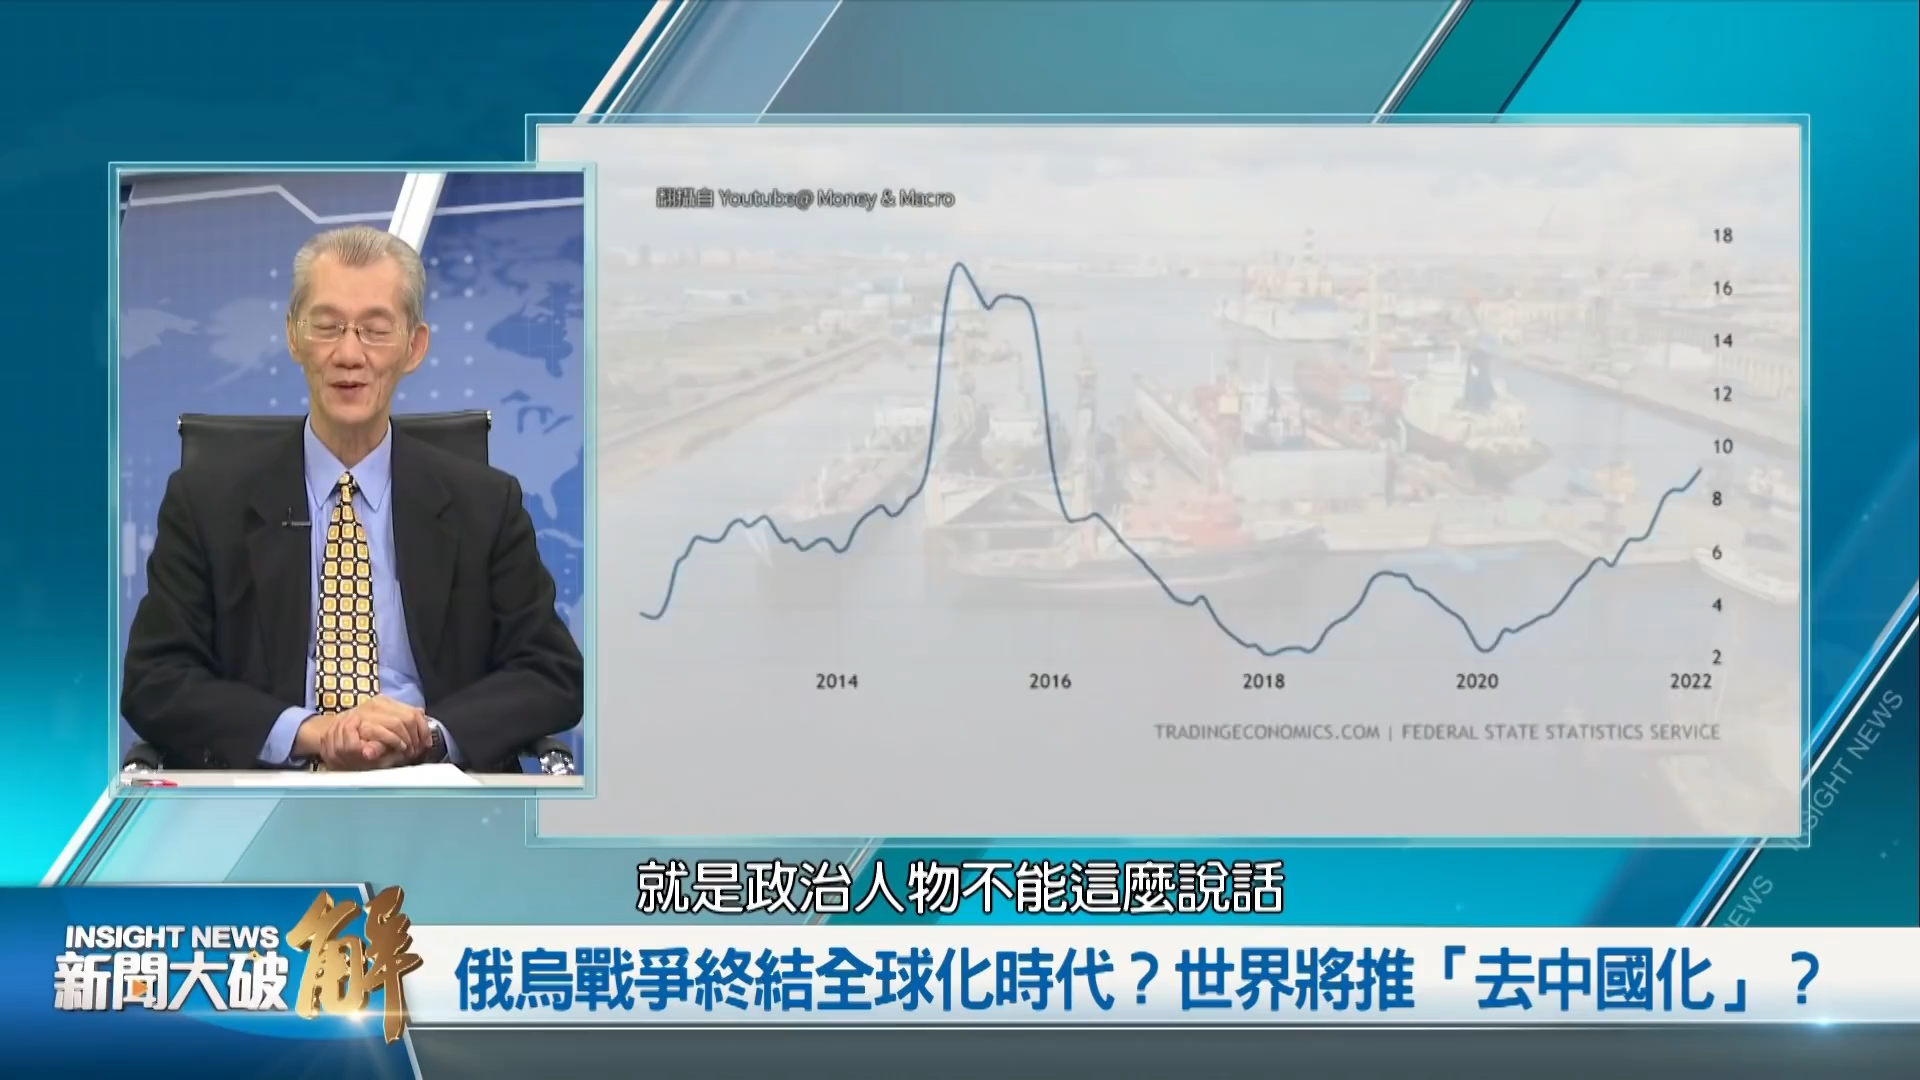 翻攝自 Youtube@ Money & Macro
18
16
14
12
10
8
6
4
2
2014 2016 2018 2020 2022
TRADINGECONOMICS.COM | FEDERAL STATE STATISTICS SERVICE
INSIGHT NEWS
NEWS
就是政治人物不能這麼說話
INSIGHT NEWS
新聞大破解
俄烏戰爭終結全球化時代？世界將推「去中國化」？